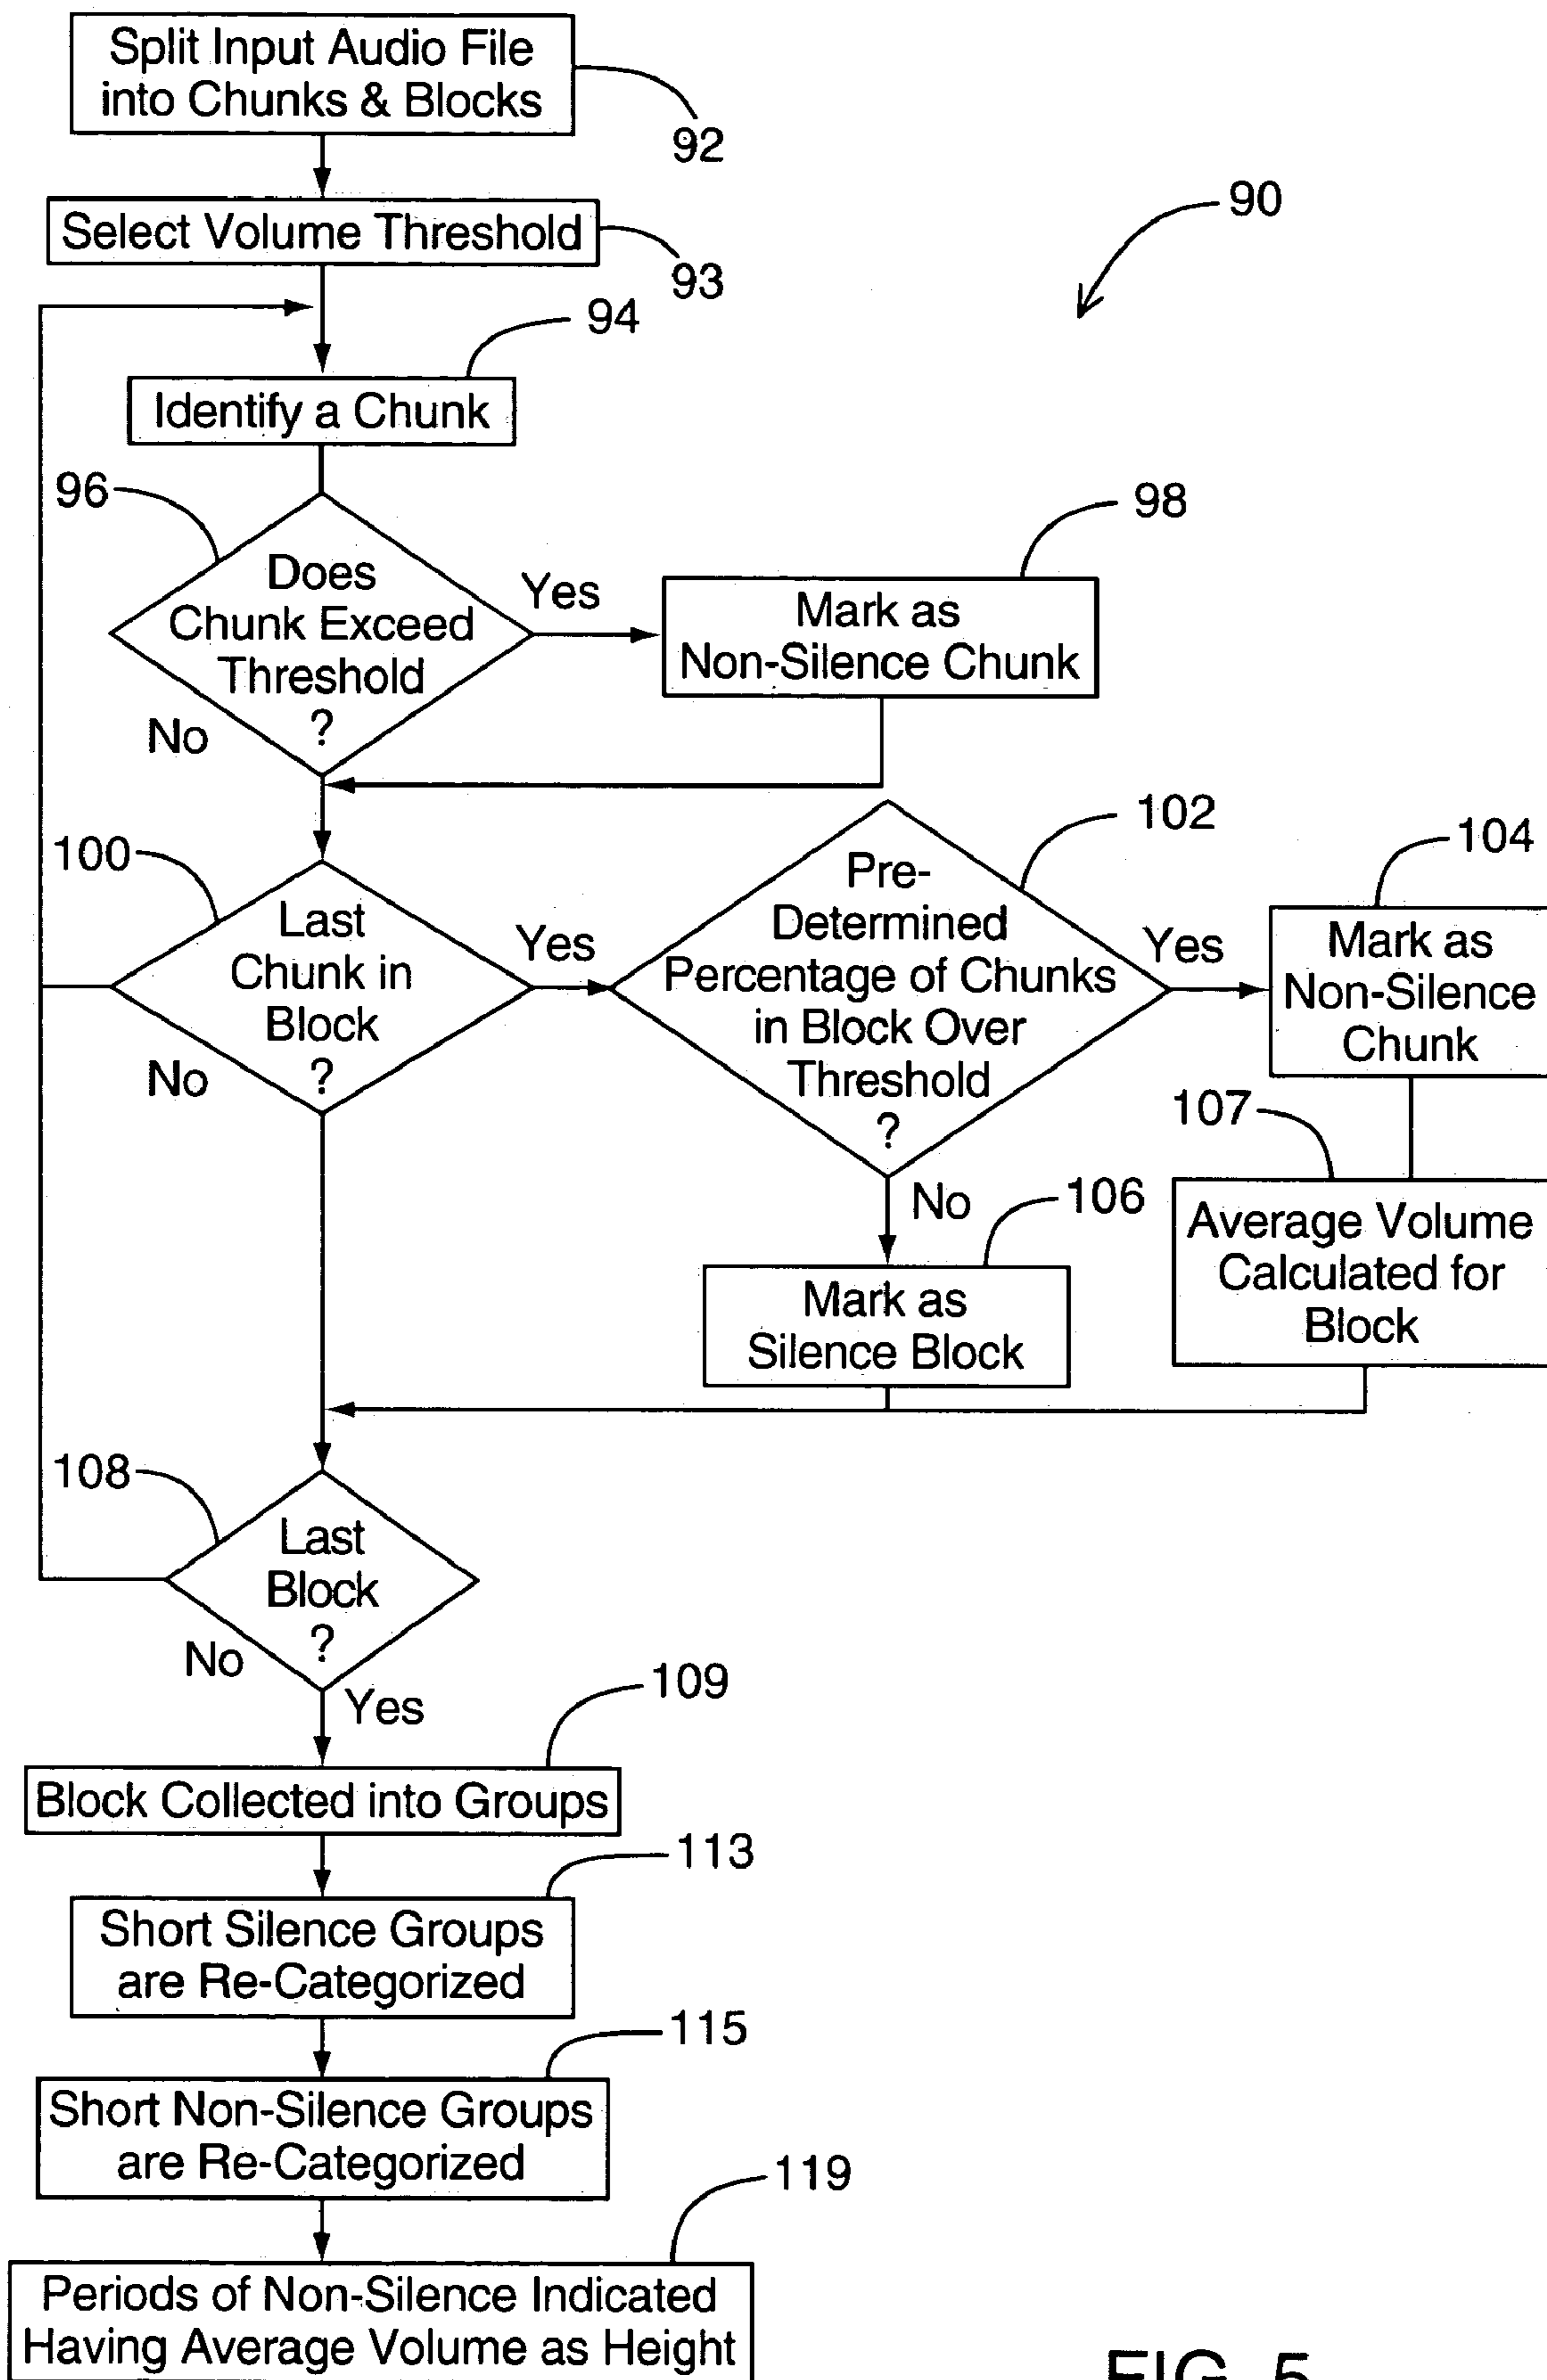 Split Input Audio File
into Chunks & Blocks
92
Select Volume Threshold
93
90
94
Identify a Chunk
96
98
Does
Chunk Exceed
Threshold
?
Yes
No
Mark as
Non-Silence Chunk
100
102
104
Last
Chunk in
Block
?
Yes
No
Pre-
Determined
Percentage of Chunks
in Block Over
Threshold
?
Yes
No
Mark as
Non-Silence
Chunk
107
106
Average Volume
Calculated for
Block
Mark as
Silence Block
108
Last
Block
?
No
Yes
109
Block Collected into Groups
113
Short Silence Groups
are Re-Categorized
115
Short Non-Silence Groups
are Re-Categorized
119
Periods of Non-Silence Indicated
Having Average Volume as Height
FIG. 5